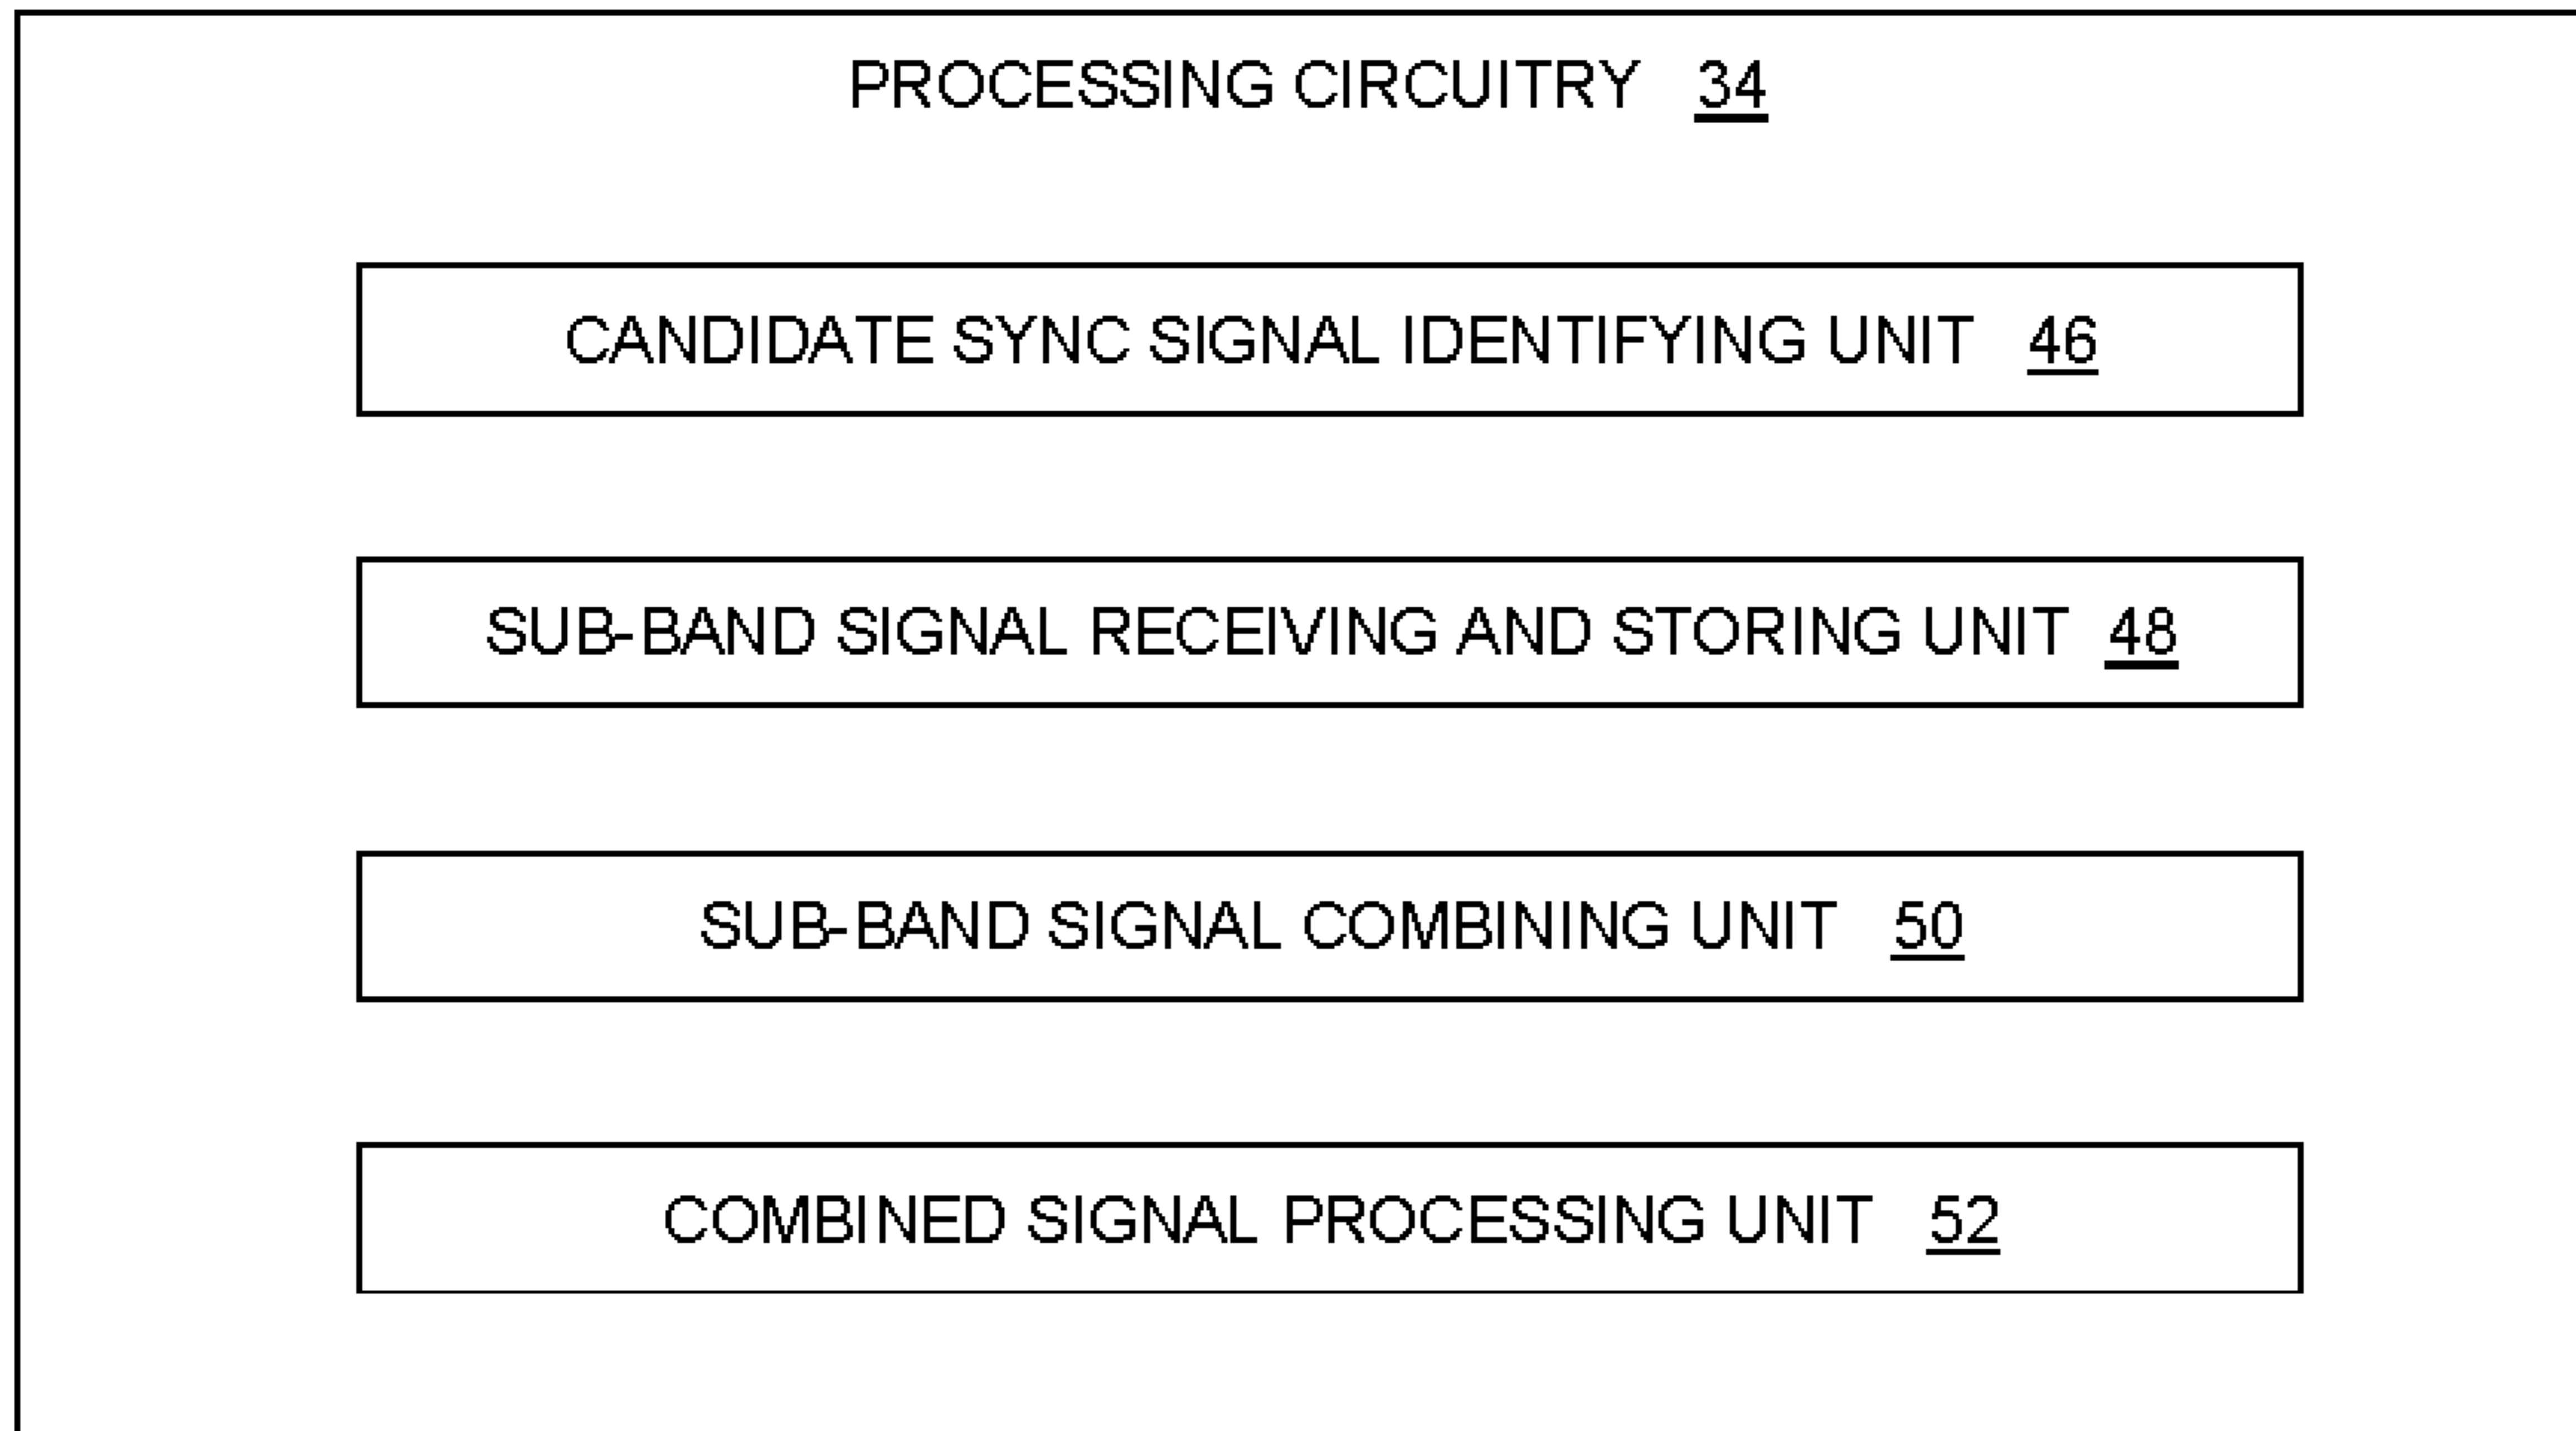 PROCESSING CIRCUITRY 34
CANDIDATE SYNC SIGNAL IDENTIFYING UNIT 46
SUB-BAND SIGNAL RECEIVING AND STORING UNIT 48
SUB-BAND SIGNAL COMBINING UNIT 50
COMBINED SIGNAL PROCESSING UNIT 52